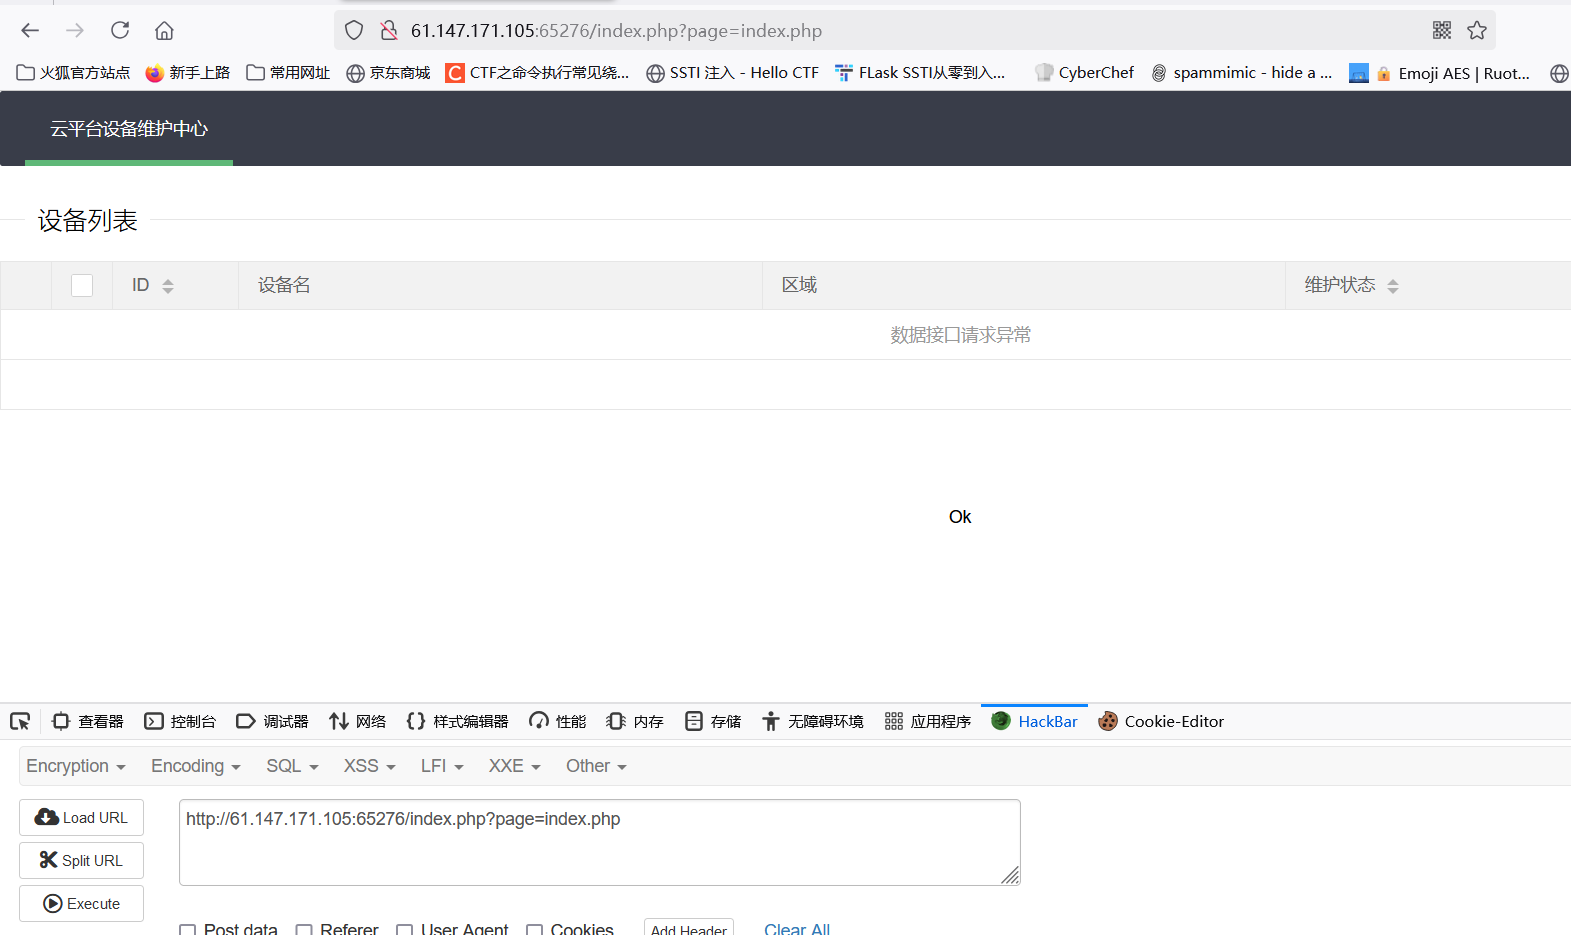 61.147.171.105:65276/index.php?page=index.php
火狐官方站点 新手上路 常用网址 京东商城 CTF之命令执行常见绕... SSTI 注入 - Hello CTF FLask SSTI从零到入... CyberChef spammimic - hide a ... Emoji AES | Ruot...
云平台设备维护中心
设备列表
ID 设备名 区域 维护状态
数据接口请求异常
Ok
查看器 控制台 调试器 网络 样式编辑器 性能 内存 存储 无障碍环境 应用程序 HackBar Cookie-Editor
Encryption Encoding SQL XSS LFI XXE Other
Load URL http://61.147.171.105:65276/index.php?page=index.php
Split URL
Execute
Post data Referer User Agent Cookies Add Header Clear All